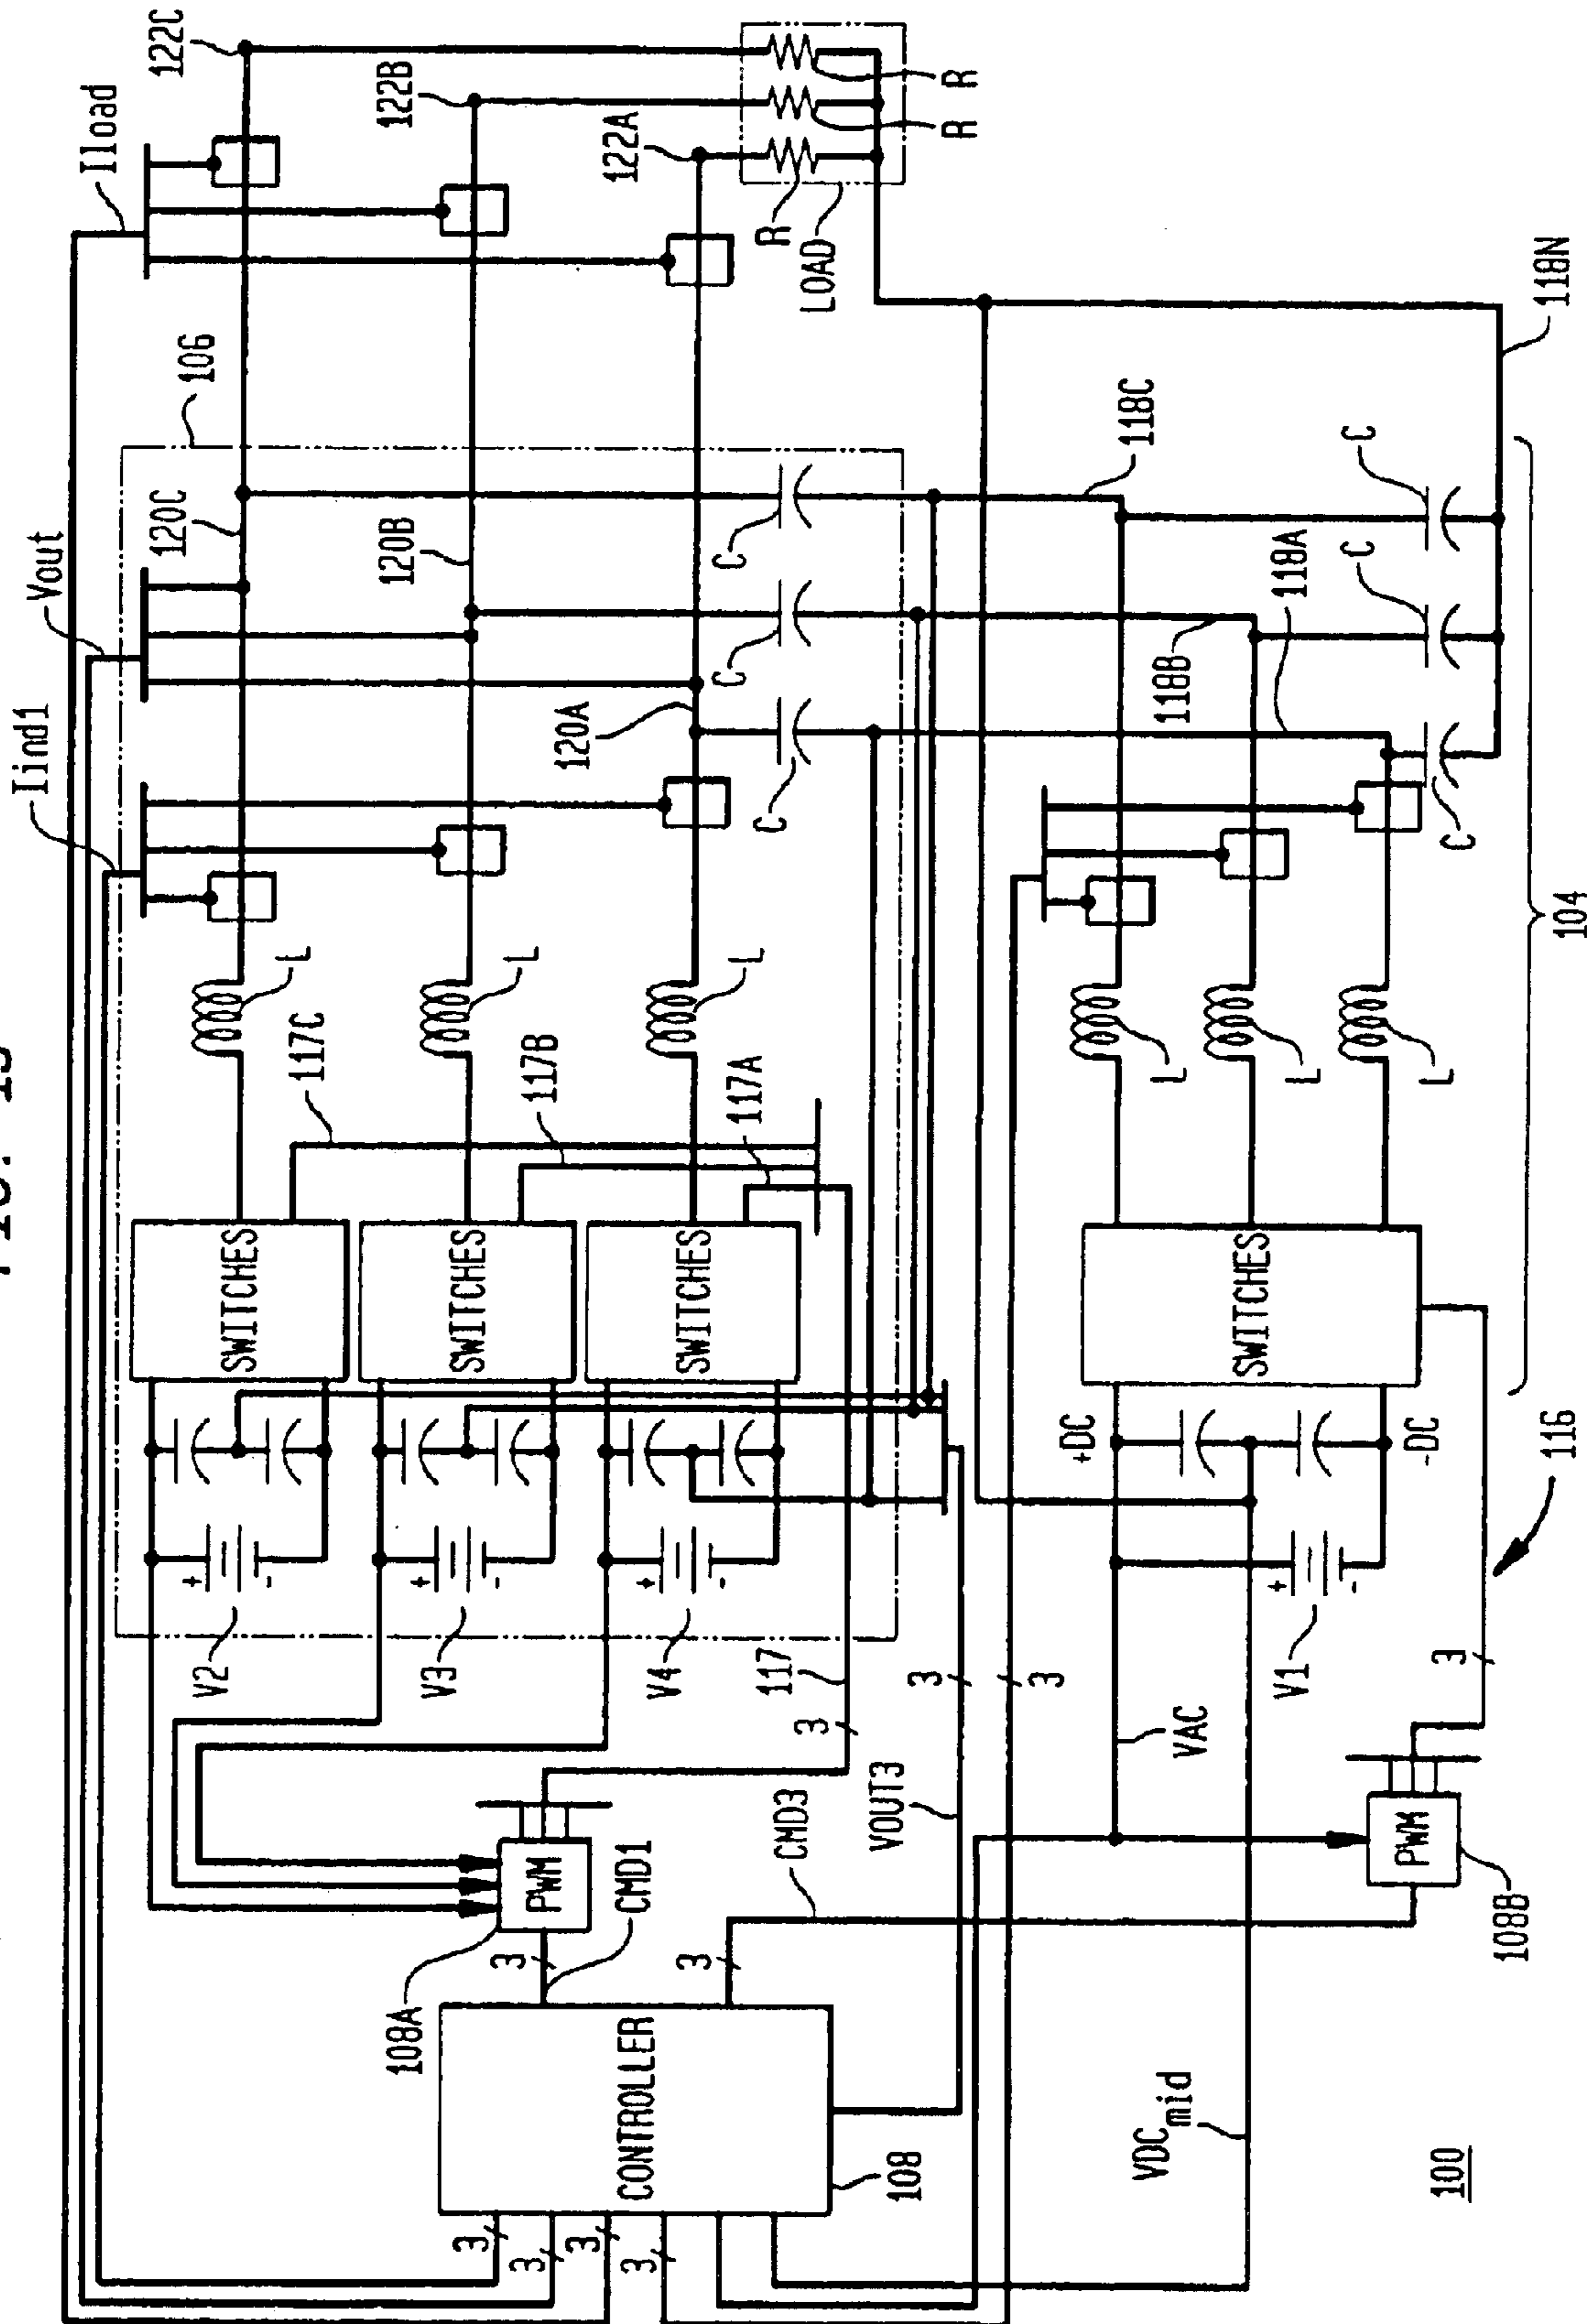 FIG. 13
Iind1
Vout
Iload
106
120C
122C
L
117C
120B
122B
L
117B
120A
122A
L
117A
SWITCHES
SWITCHES
SWITCHES
C
C
C
R
R
R
LOAD
+
-
V2
+
-
V3
+
-
V4
117
3
PWM
108A
3
CMD1
3
CMD3
VOUT3
3
3
CONTROLLER
108
3
3
3
3
VDCmid
VAC
+DC
-DC
+
-
V1
SWITCHES
L
L
L
118C
118B
118A
C
C
C
118N
104
PWM
108B
3
116
100